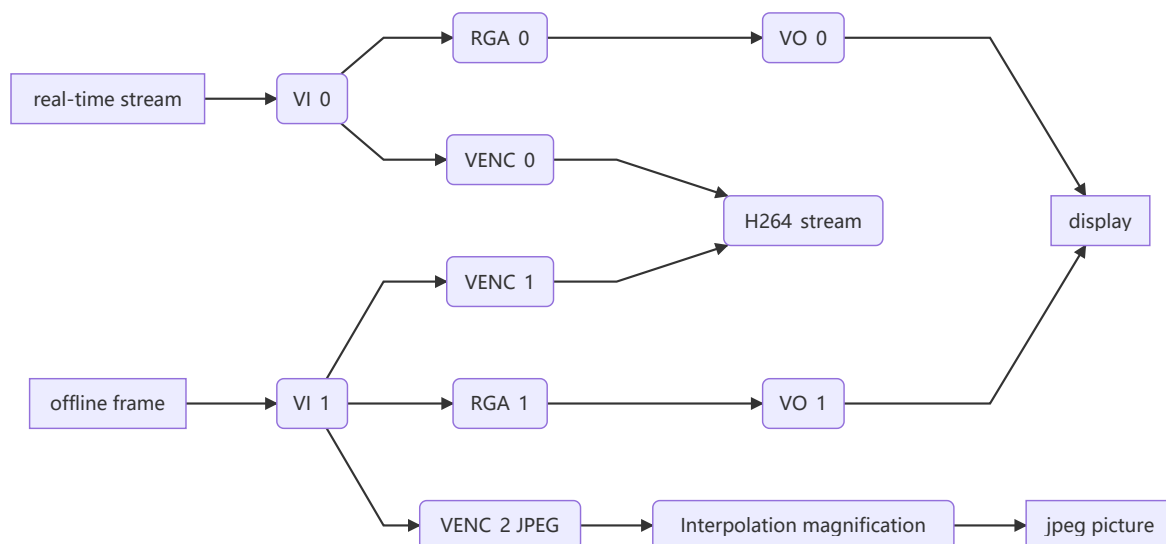 RGA 0
VO 0
real-time stream
VI 0
VENC 0
H264 stream
display
VENC 1
offline frame
VI 1
RGA 1
VO 1
VENC 2 JPEG
Interpolation magnification
jpeg picture